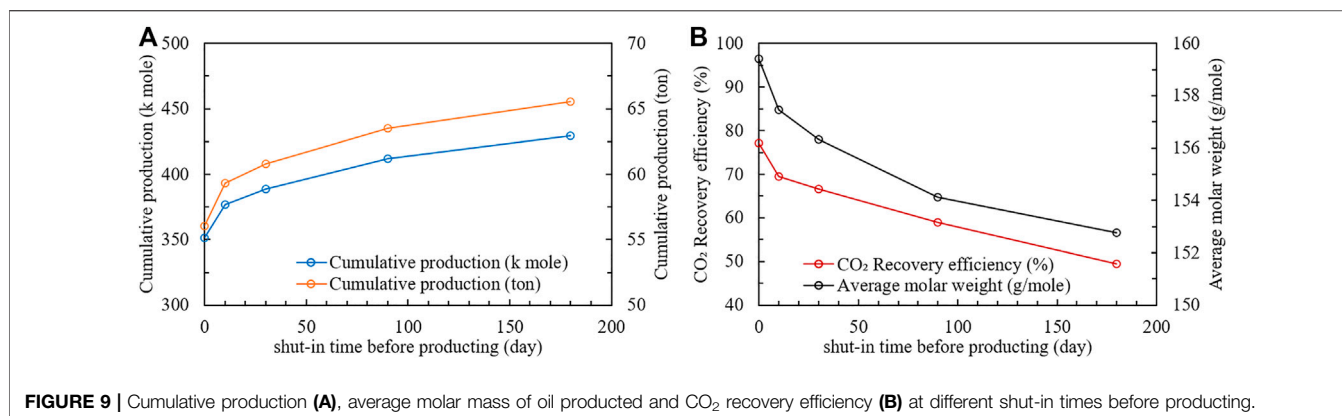 A
500
450
400
350
300
Cumulative production (k mole)
70
65
60
55
50
Cumulative production (ton)
Cumulative production (k mole)
Cumulative production (ton)
0 50 100 150 200
shut-in time before producting (day)
B
100
90
80
70
60
50
40
CO₂ Recovery efficiency (%)
160
158
156
154
152
150
Average molar weight (g/mole)
CO₂ Recovery efficiency (%)
Average molar weight (g/mole)
0 50 100 150 200
shut-in time before producting (day)
FIGURE 9 | Cumulative production (A), average molar mass of oil producted and CO₂ recovery efficiency (B) at different shut-in times before producting.